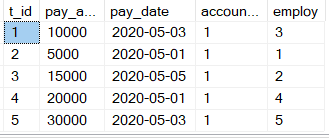 t_id pay_a... pay_date accoun... employ
1 10000 2020-05-03 1 3
2 5000 2020-05-01 1 1
3 15000 2020-05-05 1 2
4 20000 2020-05-01 1 4
5 30000 2020-05-03 1 5